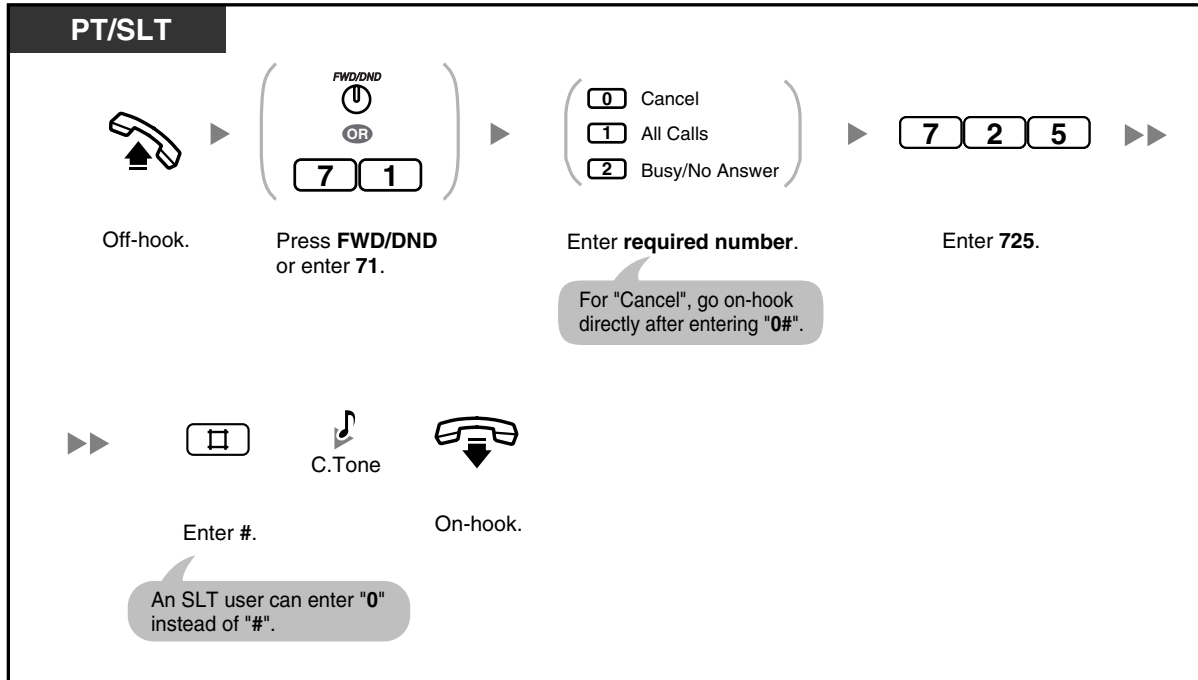 PT/SLT
FWD/DND
OR
7 1
0 Cancel
1 All Calls
2 Busy/No Answer
7 2 5
Off-hook.
Press FWD/DND
or enter 71.
Enter required number.
For "Cancel", go on-hook
directly after entering "0#".
Enter 725.
#
C.Tone
Enter #.
An SLT user can enter "0"
instead of "#".
On-hook.